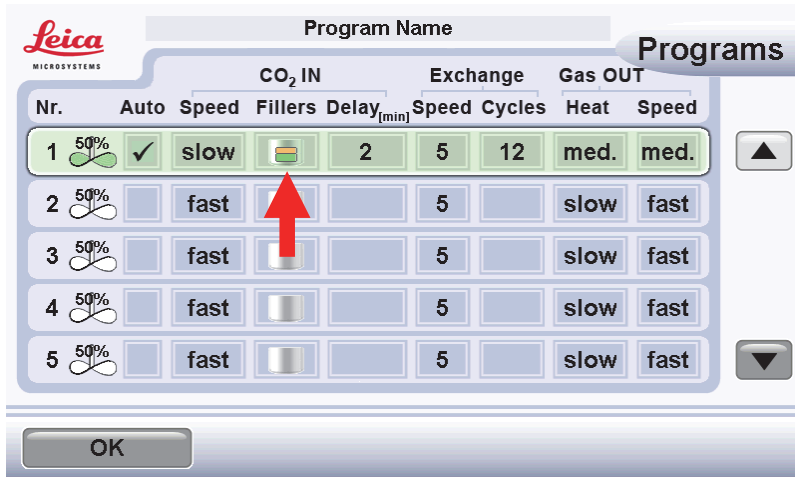 Leica
MICROSYSTEMS
Program Name
Programs
CO₂ IN Exchange Gas OUT
Nr. Auto Speed Fillers Delay[min] Speed Cycles Heat Speed
1 50% slow 2 5 12 med. med.
2 50% fast 5 slow fast
3 50% fast 5 slow fast
4 50% fast 5 slow fast
5 50% fast 5 slow fast
OK